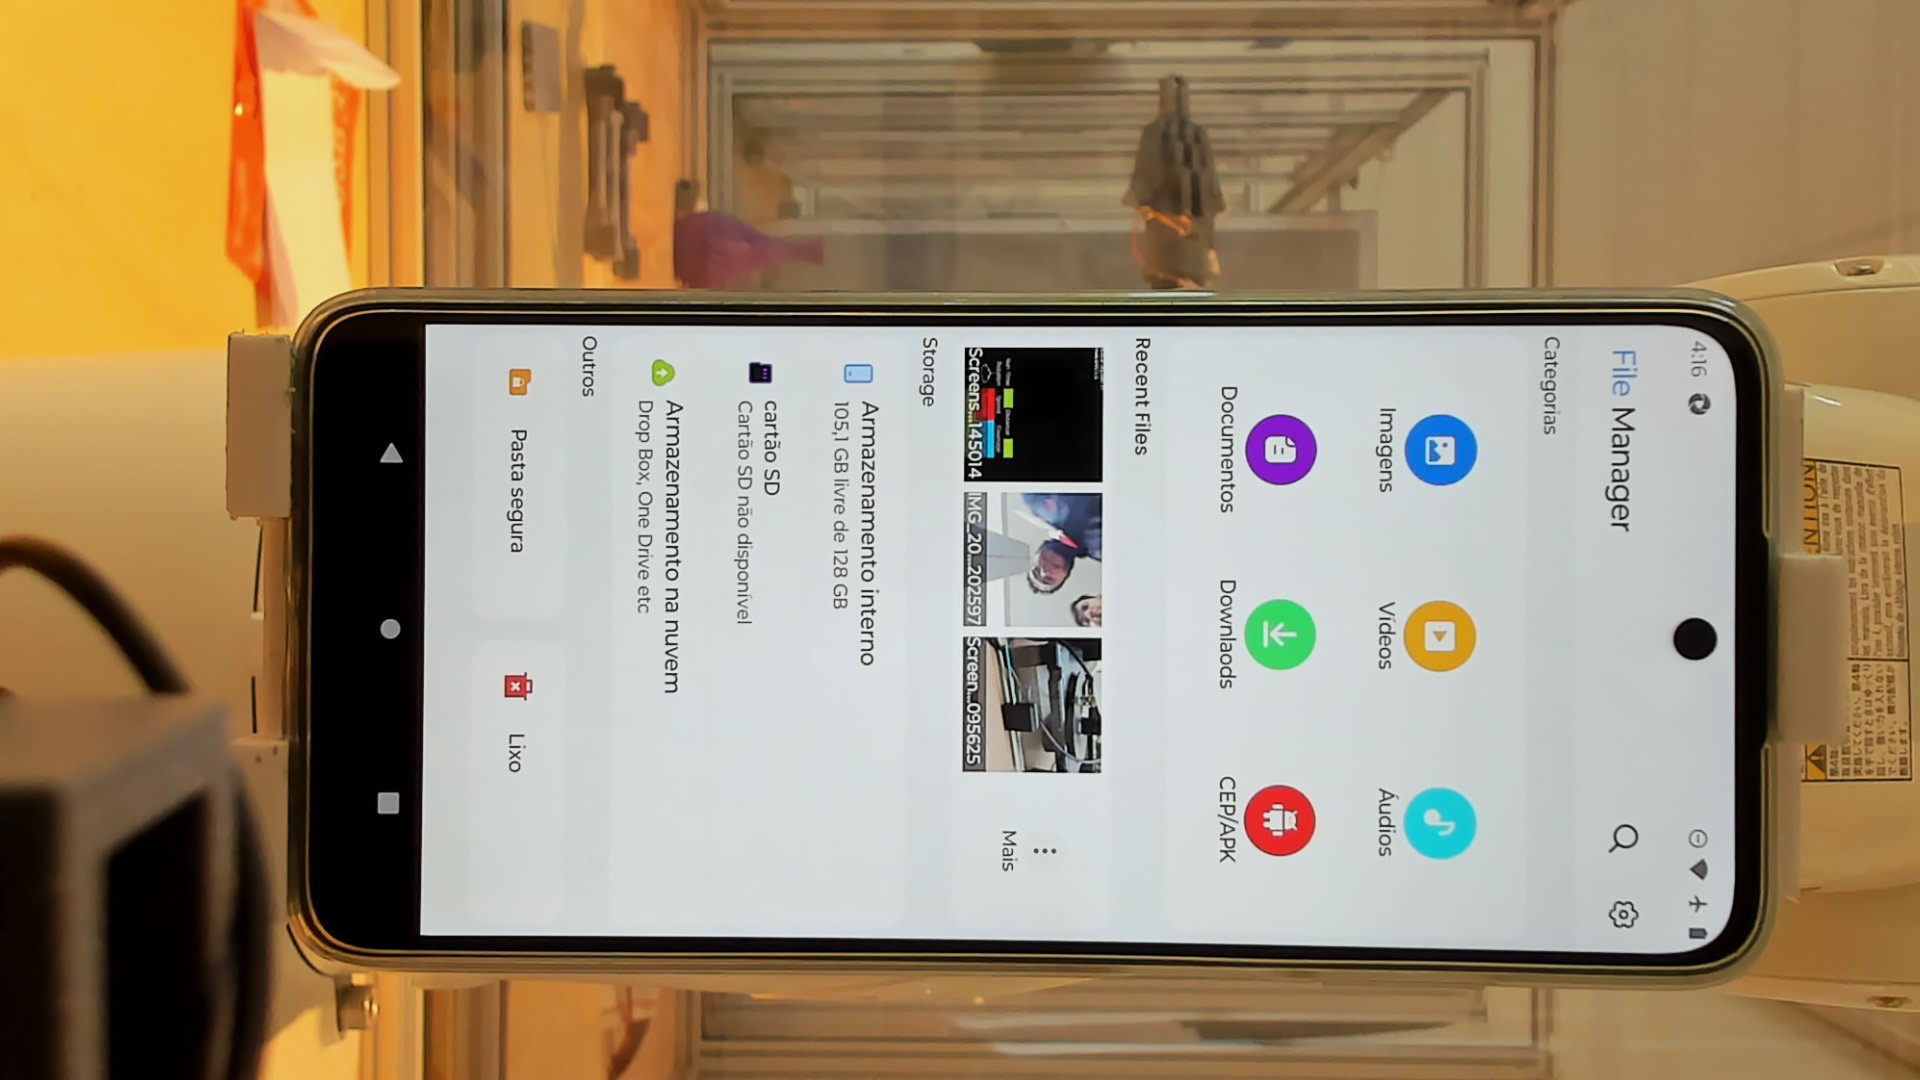 4:16
File Manager
Categorias
Imagens
Vídeos
Áudios
Documentos
Downlaods
CEP/APK
Recent Files
Screens...145014
IMG_20...202597
Screen...095625
Mais
Storage
Armazenamento interno
105,1 GB livre de 128 GB
cartão SD
Cartão SD não disponível
Armazenamento na nuvem
Drop Box, One Drive etc
Outros
Pasta segura
Lixo